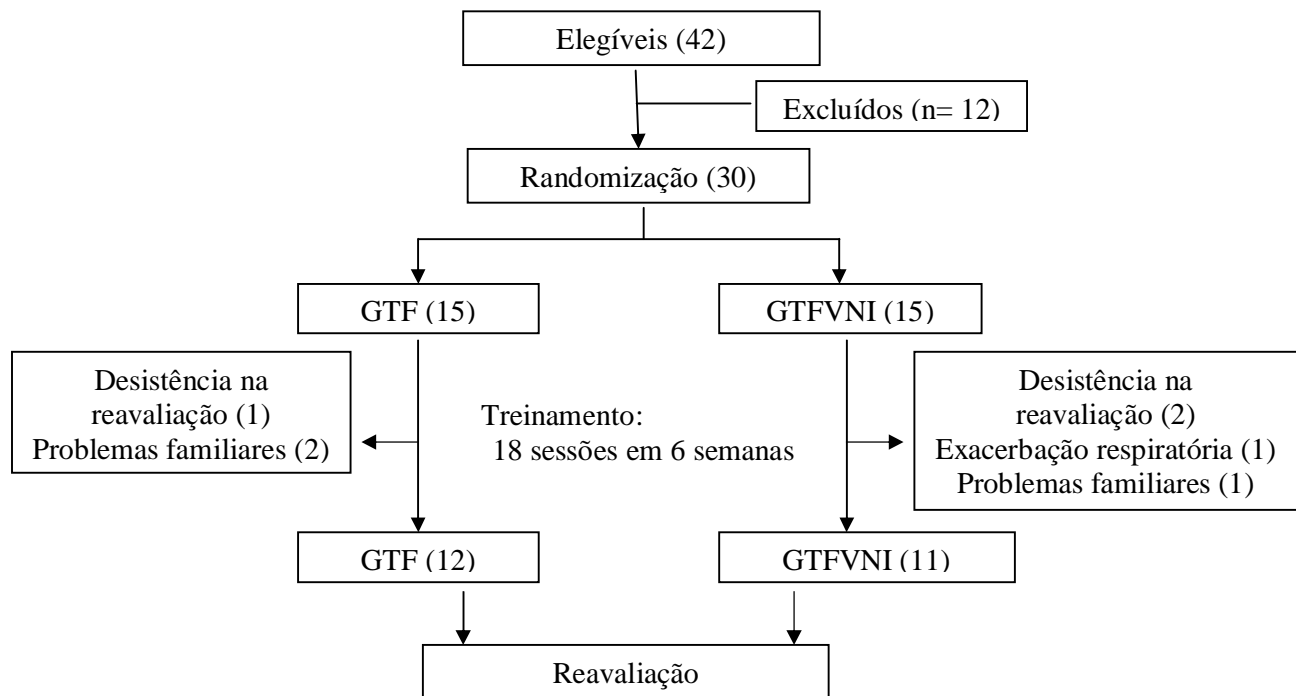 Elegíveis (42)
Excluídos (n= 12)
Randomização (30)
GTF (15)
GTFVNI (15)
Desistência na
reavaliação (1)
Problemas familiares (2)
Treinamento:
18 sessões em 6 semanas
Desistência na
reavaliação (2)
Exacerbação respiratória (1)
Problemas familiares (1)
GTF (12)
GTFVNI (11)
Reavaliação